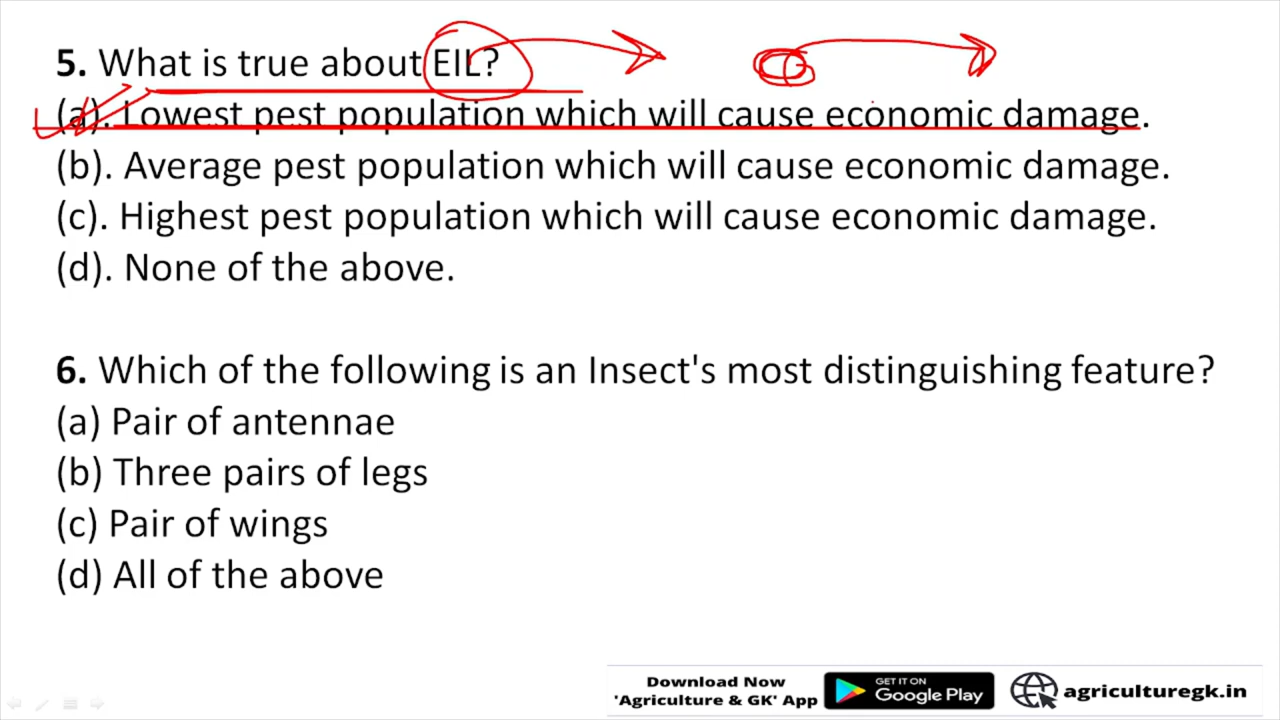 5. What is true about EIL?
(a). Lowest pest population which will cause economic damage.
(b). Average pest population which will cause economic damage.
(c). Highest pest population which will cause economic damage.
(d). None of the above.
6. Which of the following is an Insect's most distinguishing feature?
(a) Pair of antennae
(b) Three pairs of legs
(c) Pair of wings
(d) All of the above
Download Now
'Agriculture & GK' App
GET IT ON
Google Play
agriculturegk.in